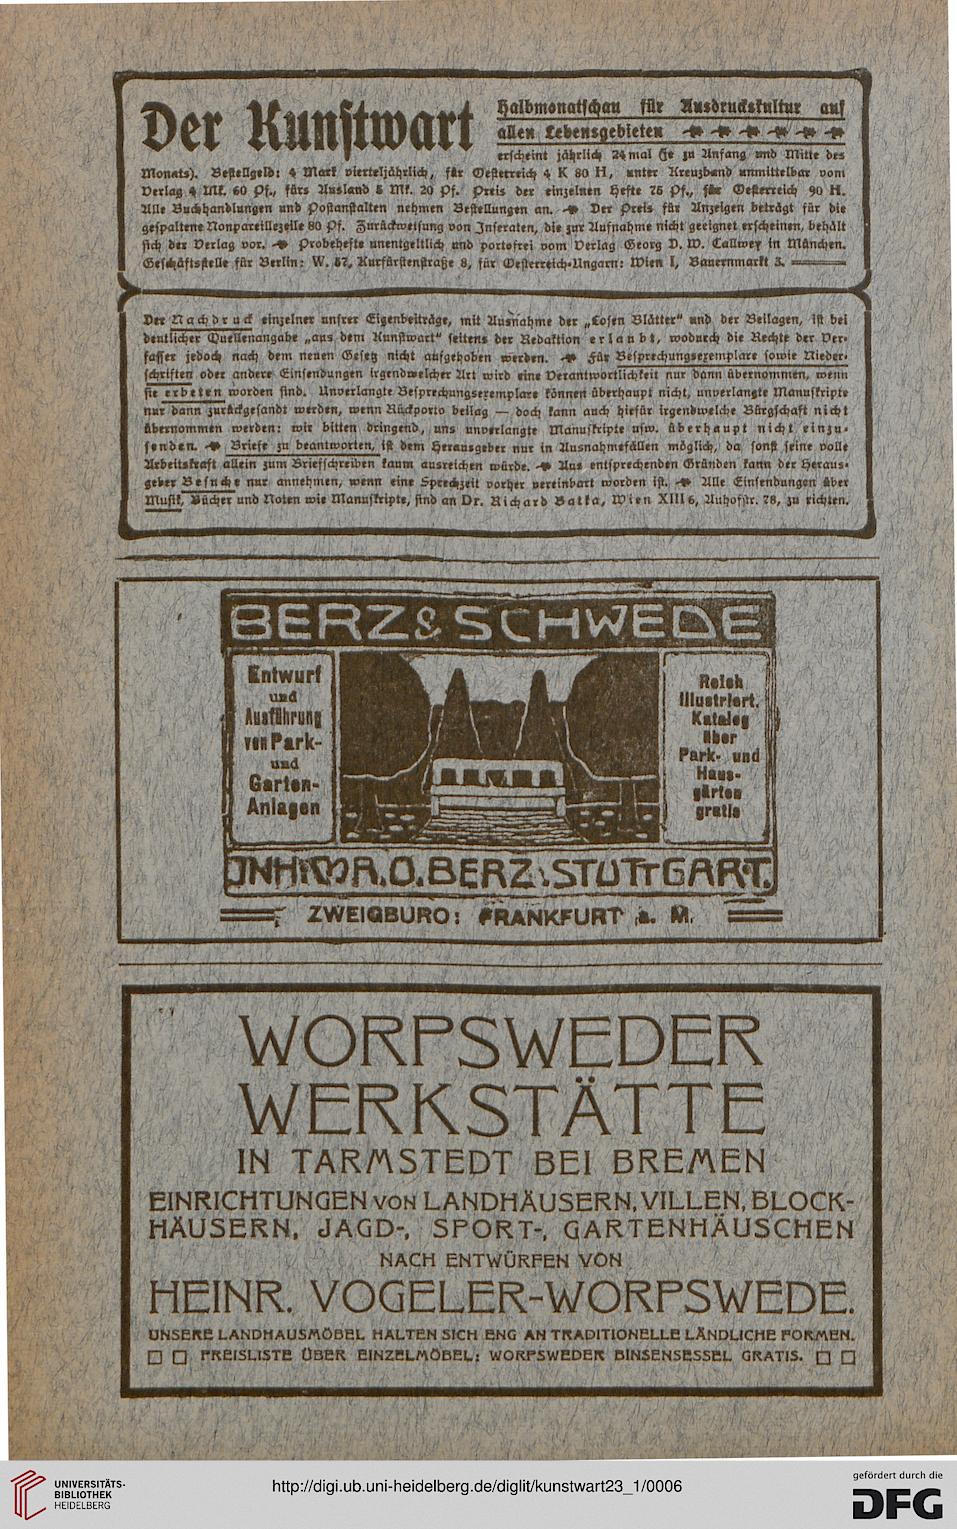 Der Kunstwart
Halbmonatschau für Ausdruckskultur auf
allen Lebensgebieten
erscheint jährlich 24 mal (je zu Anfang und Mitte des
Monats). Bestellgeld: 4 Mark vierteljährlich, für Oesterreich 4 K 80 H, unter Kreuzband unmittelbar vom
Verlag 4 Mk. 60 Pf., fürs Ausland 5 Mk. 20 Pf. Preis der einzelnen Hefte 75 Pf., für Oesterreich 90 H.
Alle Buchhandlungen und Postanstalten nehmen Bestellungen an. Der Preis für Anzeigen beträgt für die
gespaltene Nonpareillezeile 80 Pf. Zurückweisung von Inseraten, die zur Aufnahme nicht geeignet erscheinen, behält
sich der Verlag vor. Probehefte unentgeltlich und portofrei vom Verlag Georg D. W. Callwey in München.
Geschäftsstelle für Berlin: W. 57, Kurfürstenstraße 8, für Oesterreich-Ungarn: Wien I, Bauernmarkt 3.
Der Nachdruck einzelner unsrer Eigenbeiträge, mit Ausnahme der „Losen Blätter" und der Beilagen, ist bei
deutlicher Quellenangabe „aus dem Kunstwart" seitens der Redaktion erlaubt, wodurch die Rechte der Ver-
fasser jedoch nach dem neuen Gesetz nicht aufgehoben werden. Für Besprechungsexemplare sowie Nieder-
schriften oder andere Einsendungen irgendwelcher Art wird eine Verantwortlichkeit nur dann übernommen, wenn
sie erbeten worden sind. Unverlangte Besprechungsexemplare können überhaupt nicht, unverlangte Manuskripte
nur dann zurückgesandt werden, wenn Rückporto beilag — doch kann auch hiefür irgendwelche Bürgschaft nicht
übernommen werden: wir bitten dringend, uns unverlangte Manuskripte usw. überhaupt nicht einzu-
senden. Briefe zu beantworten, ist dem Herausgeber nur in Ausnahmefällen möglich, da sonst seine volle
Arbeitskraft allein zum Briefschreiben kaum ausreichen würde. Aus entsprechenden Gründen kann der Heraus-
geber Besuche nur annehmen, wenn eine Sprechzeit vorher vereinbart worden ist. Alle Einsendungen über
Musik, Bücher und Noten wie Manuskripte, sind an Dr. Richard Batka, Wien XIII 6, Auhofstr. 78, zu richten.
BERZ & SCHWEDE
Entwurf
und
Ausführung
von Park-
und
Garten-
Anlagen
Reich
illustriert.
Katalog
über
Park- und
Haus-
gärten
gratis
R.O. BERZ STUTTGART.
ZWEIGBURO: FRANKFURT a. M.
WORPSWEDER
WERKSTÄTTE
IN TARMSTEDT BEI BREMEN
EINRICHTUNGEN VON LANDHÄUSERN, VILLEN, BLOCK-
HÄUSERN, JAGD-, SPORT-, GARTENHÄUSCHEN
NACH ENTWÜRFEN VON
HEINR. VOGELER-WORPSWEDE.
UNSERE LANDHAUSMÖBEL HALTEN SICH ENG AN TRADITIONELLE LÄNDLICHE FORMEN.
PREISLISTE ÜBER EINZELMÖBEL: WORPSWEDER BINSENSESSEL GRATIS.
UNIVERSITÄTS-
BIBLIOTHEK
HEIDELBERG
http://digi.ub.uni-heidelberg.de/diglit/kunstwart23_1/0006
gefördert durch die
DFG